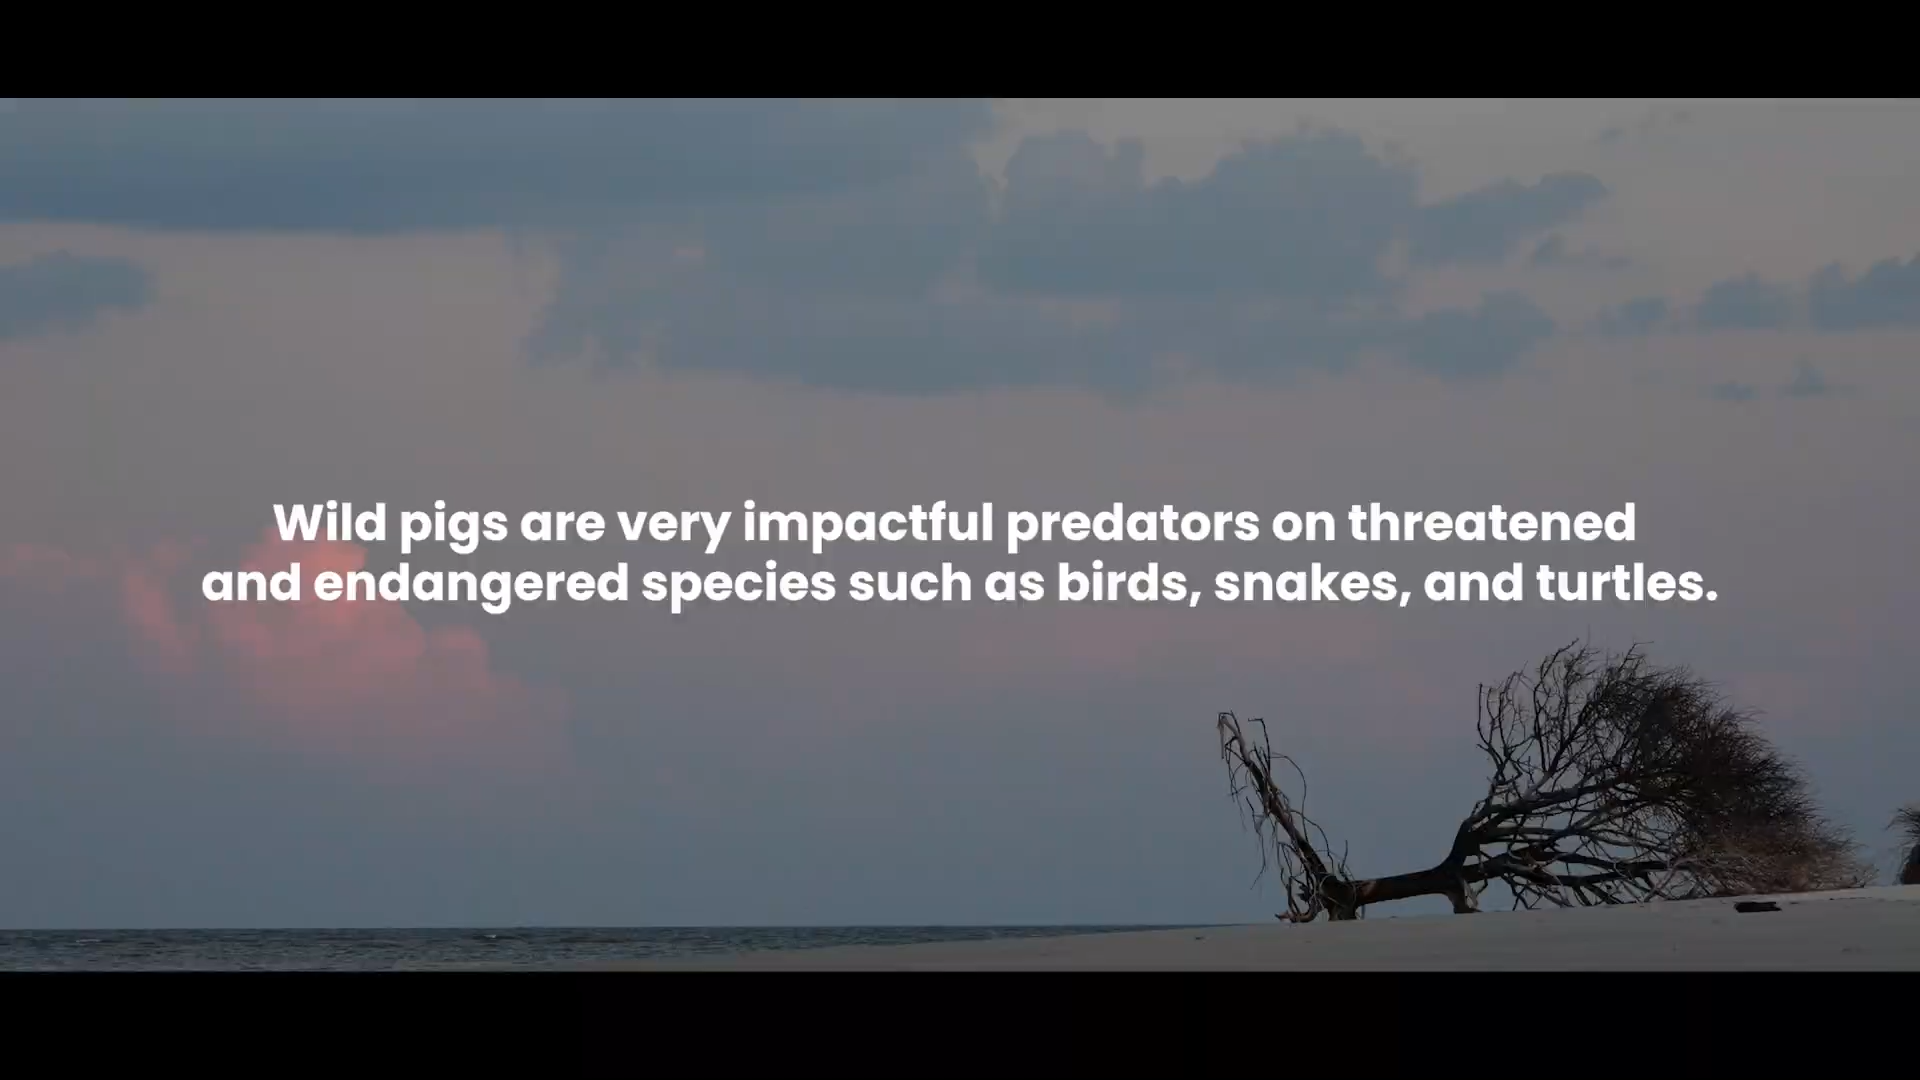 Wild pigs are very impactful predators on threatened
and endangered species such as birds, snakes, and turtles.